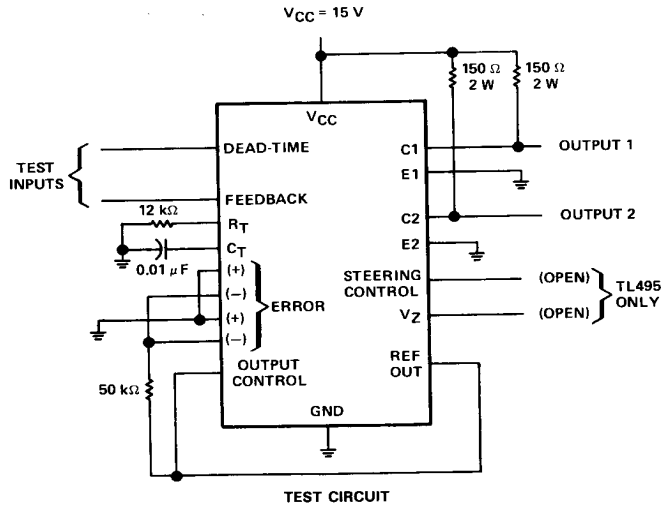 VCC = 15 V
150 Ω
2 W
150 Ω
2 W
VCC
TEST
INPUTS
DEAD-TIME
FEEDBACK
12 kΩ
RT
CT
0.01 μF
(+)
(−)
(+)
(−)
ERROR
50 kΩ
OUTPUT
CONTROL
C1
OUTPUT 1
E1
C2
OUTPUT 2
E2
STEERING
CONTROL
(OPEN)
VZ
(OPEN)
TL495
ONLY
REF
OUT
GND
TEST CIRCUIT